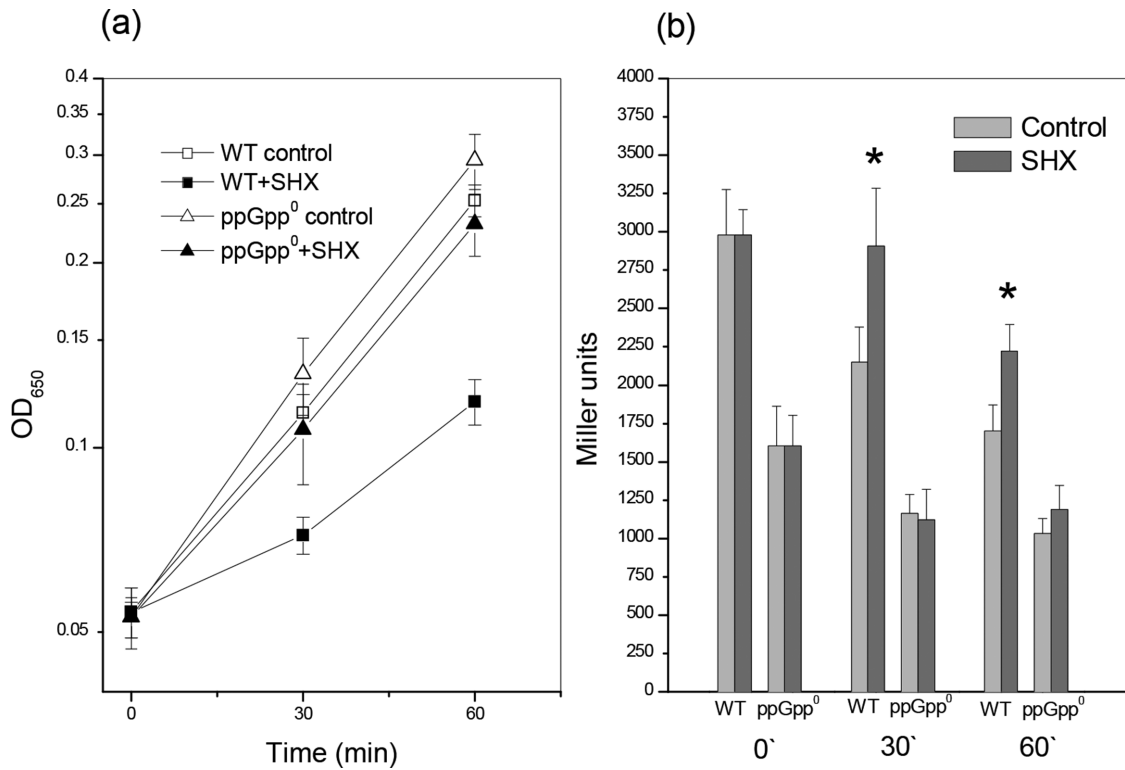 (a)
0.4
0.35
0.3
0.25
0.2
0.15
0.1
0.05
OD650
WT control
WT+SHX
ppGpp⁰ control
ppGpp⁰+SHX
0
30
60
Time (min)
(b)
4000
3750
3500
3250
3000
2750
2500
2250
2000
1750
1500
1250
1000
750
500
250
0
Miller units
Control
SHX
*
*
WT ppGpp⁰ WT ppGpp⁰ WT ppGpp⁰
0` 30` 60`